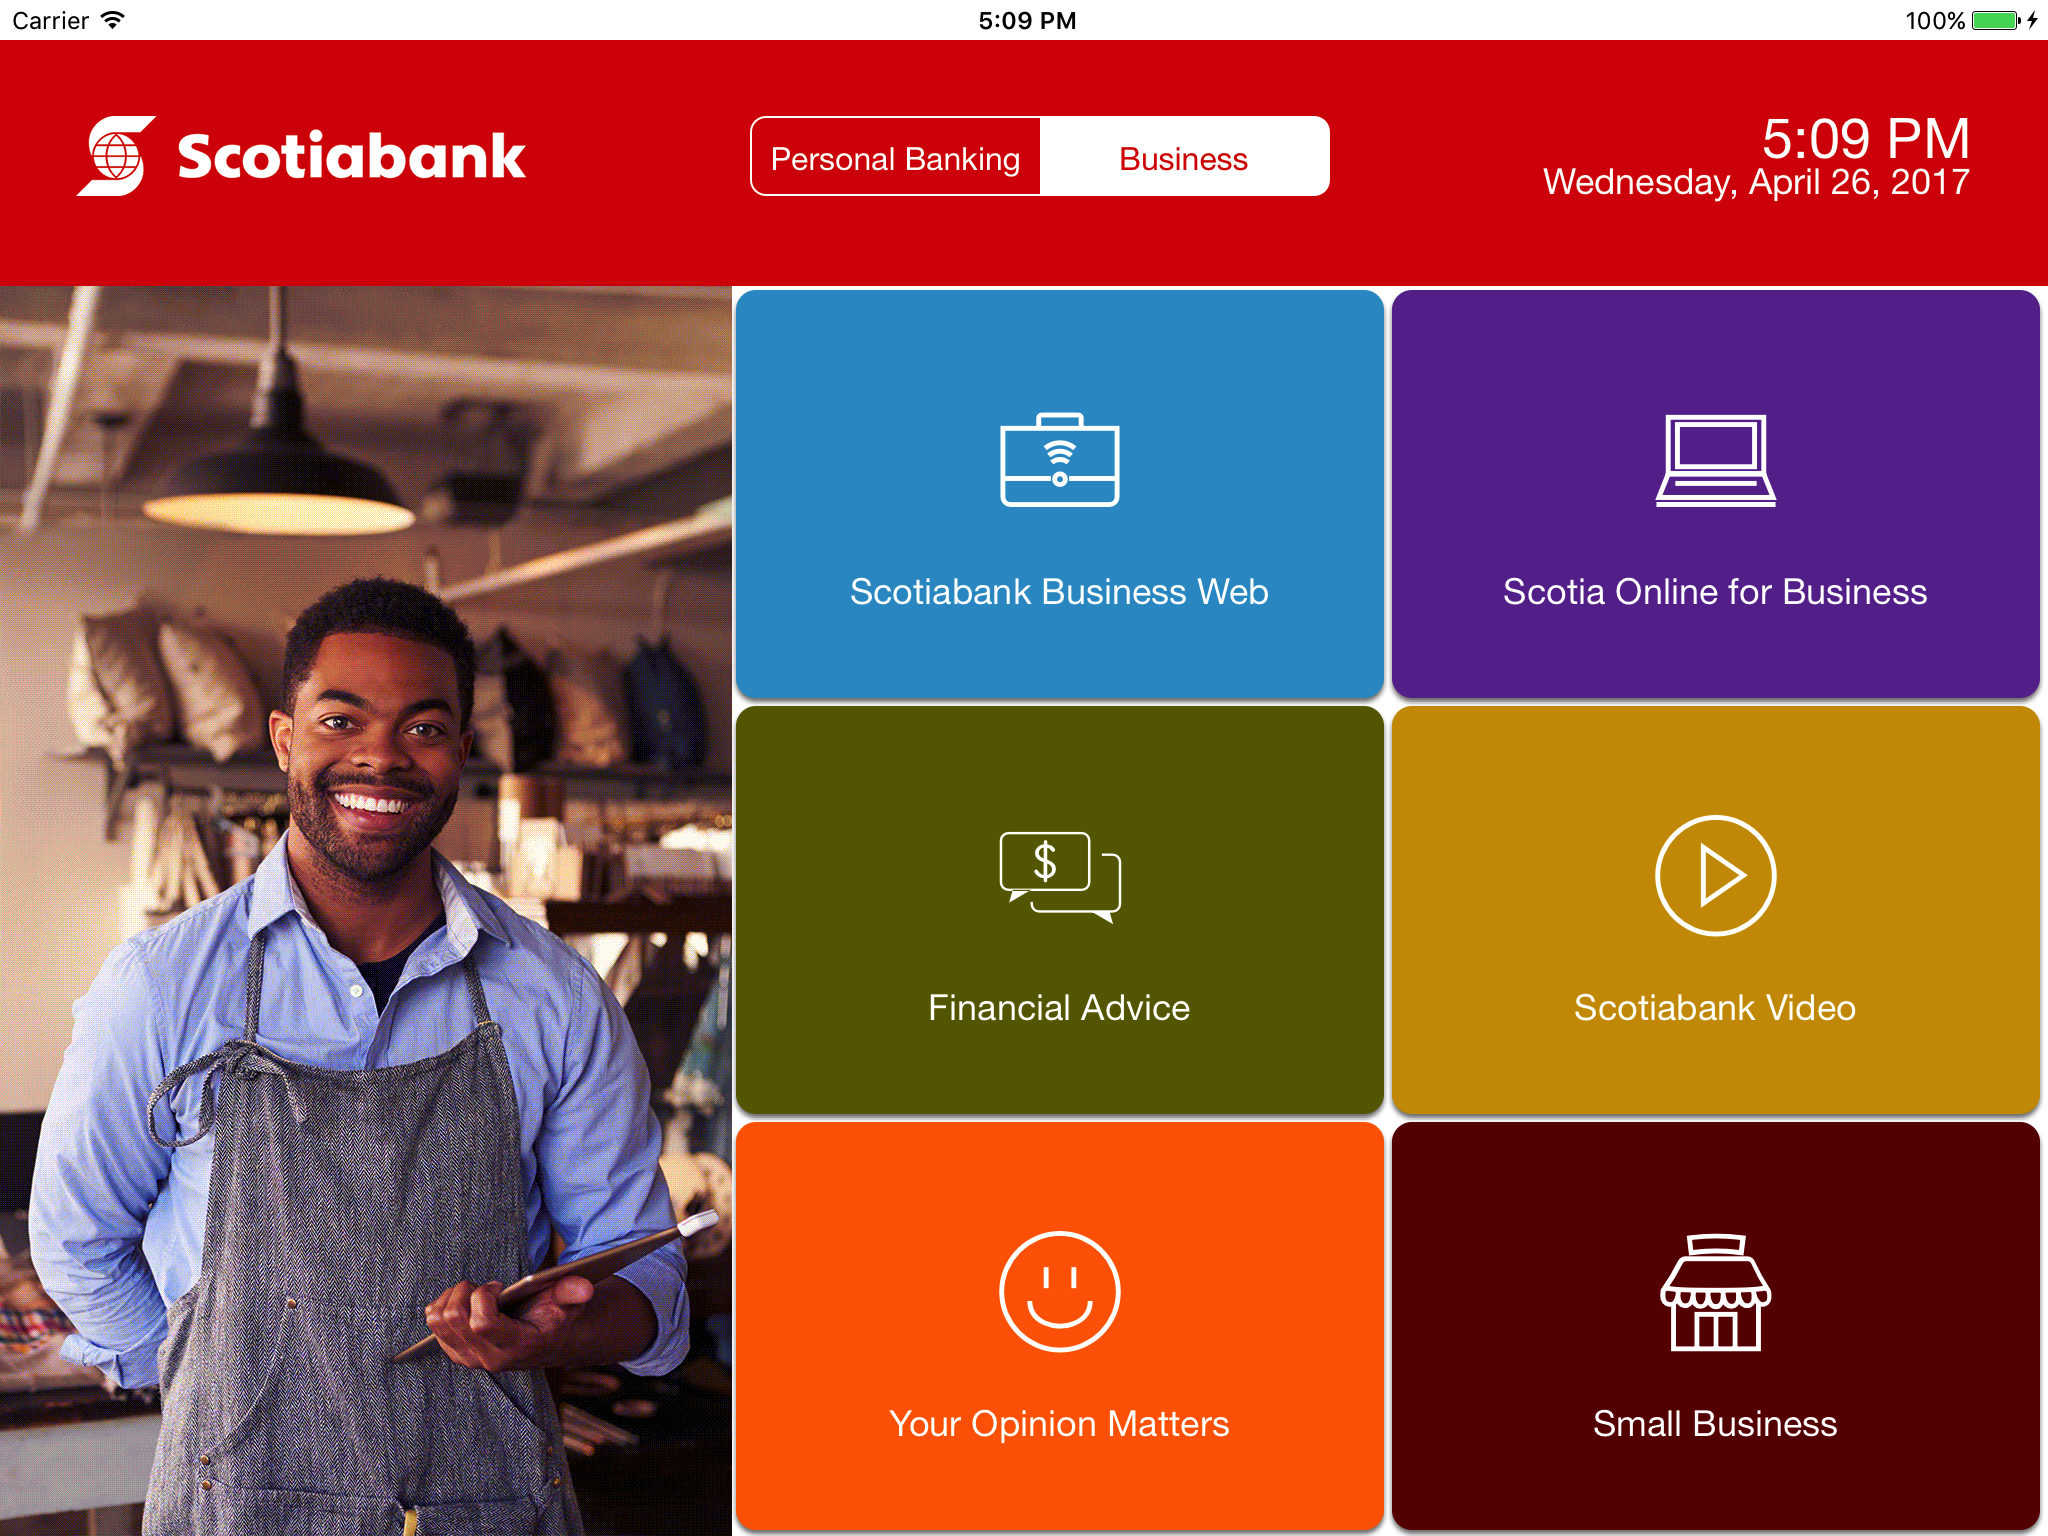 Carrier
5:09 PM
100%
Scotiabank
Personal Banking
Business
5:09 PM
Wednesday, April 26, 2017
Scotiabank Business Web
Scotia Online for Business
$
Financial Advice
Scotiabank Video
Your Opinion Matters
Small Business